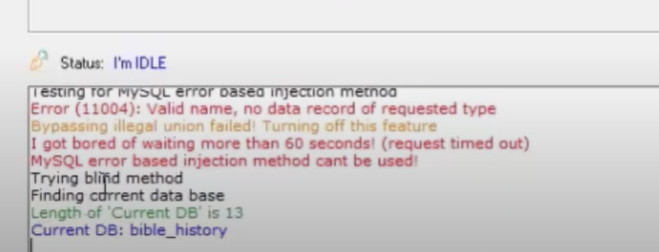 Status: I'm IDLE
Testing for MySQL error based injection method
Error (11004): Valid name, no data record of requested type
Bypassing illegal union failed! Turning off this feature
I got bored of waiting more than 60 seconds! (request timed out)
MySQL error based injection method cant be used!
Trying blind method
Finding current data base
Length of 'Current DB' is 13
Current DB: bible_history